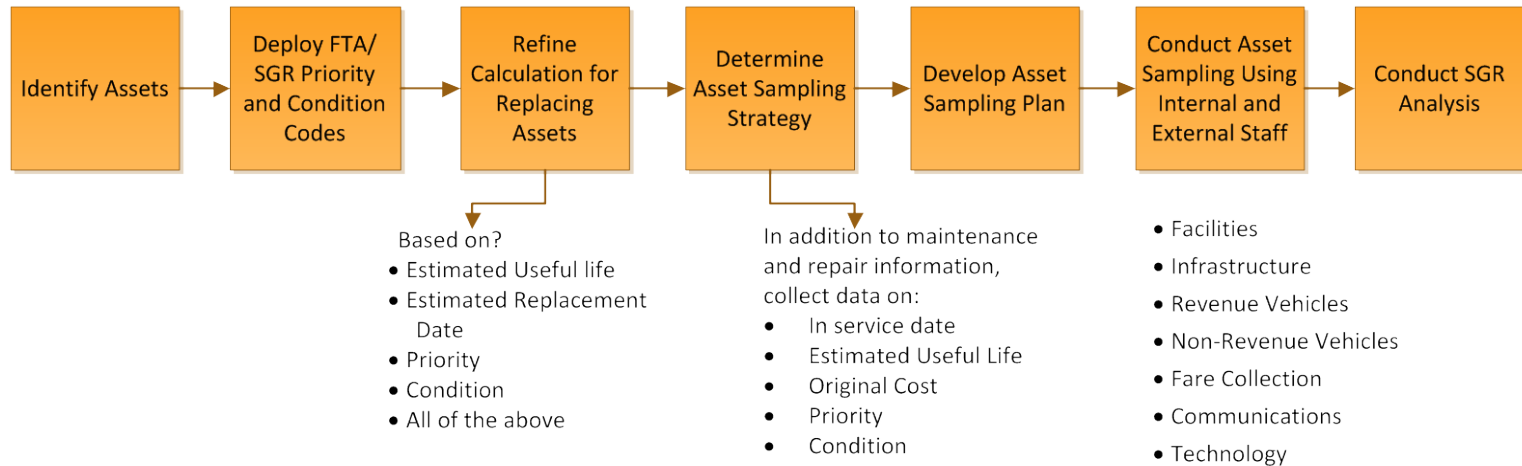 Identify Assets
Deploy FTA/
SGR Priority
and Condition
Codes
Refine
Calculation for
Replacing
Assets
Determine
Asset Sampling
Strategy
Develop Asset
Sampling Plan
Conduct Asset
Sampling Using
Internal and
External Staff
Conduct SGR
Analysis
Based on?
• Estimated Useful life
• Estimated Replacement
Date
• Priority
• Condition
• All of the above
In addition to maintenance
and repair information,
collect data on:
• In service date
• Estimated Useful Life
• Original Cost
• Priority
• Condition
• Facilities
• Infrastructure
• Revenue Vehicles
• Non-Revenue Vehicles
• Fare Collection
• Communications
• Technology